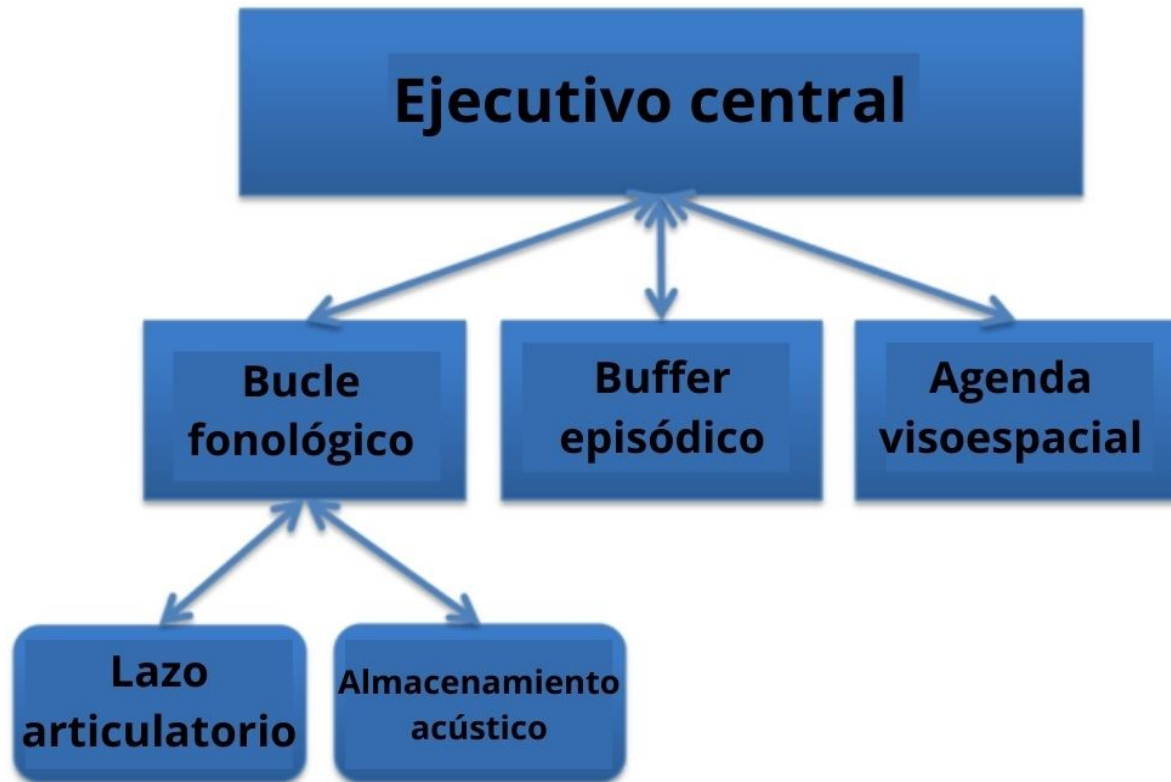 Ejecutivo central
Bucle
fonológico
Buffer
episódico
Agenda
visoespacial
Lazo
articulatorio
Almacenamiento
acústico